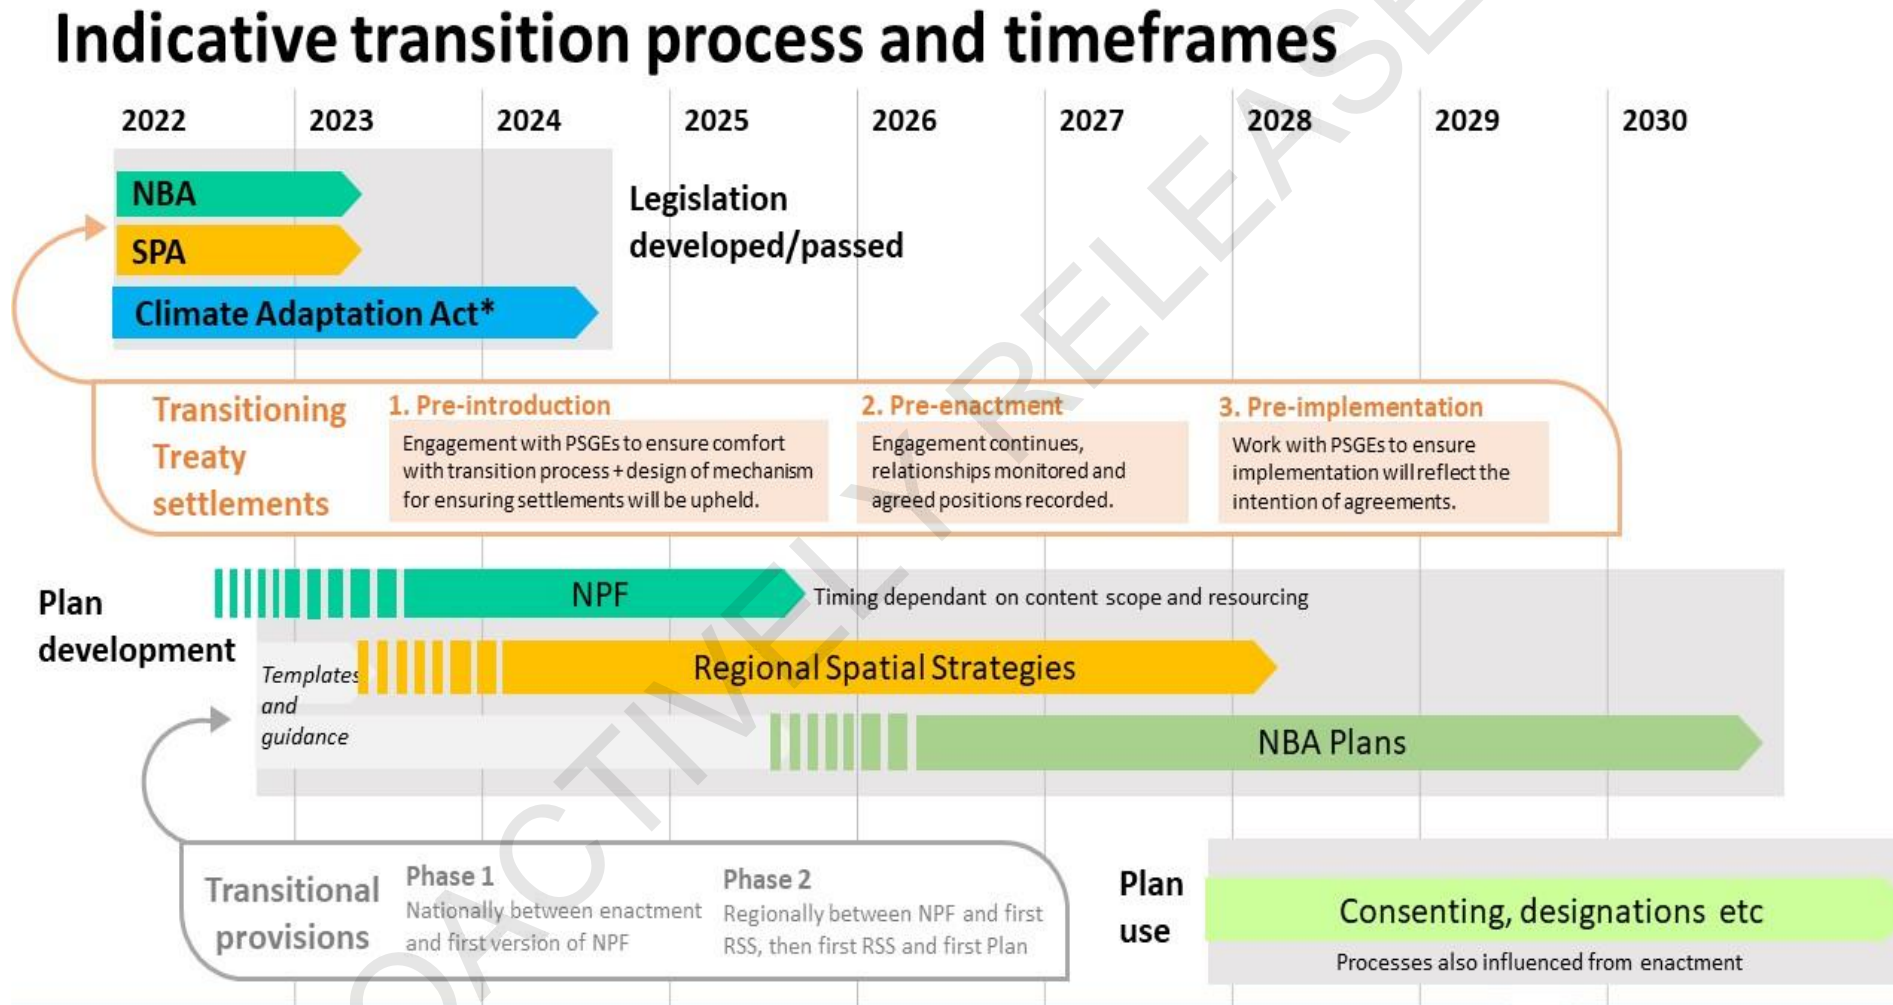 Indicative transition process and timeframes
2022 2023 2024 2025 2026 2027 2028 2029 2030
NBA
SPA
Climate Adaptation Act*
Legislation
developed/passed
Transitioning
Treaty
settlements
1. Pre-introduction
Engagement with PSGEs to ensure comfort
with transition process + design of mechanism
for ensuring settlements will be upheld.
2. Pre-enactment
Engagement continues,
relationships monitored and
agreed positions recorded.
3. Pre-implementation
Work with PSGEs to ensure
implementation will reflect the
intention of agreements.
Plan
development
NPF
Timing dependant on content scope and resourcing
Templates
and
guidance
Regional Spatial Strategies
NBA Plans
Transitional
provisions
Phase 1
Nationally between enactment
and first version of NPF
Phase 2
Regionally between NPF and first
RSS, then first RSS and first Plan
Plan
use
Consenting, designations etc
Processes also influenced from enactment
OACTIVELY RELEASE